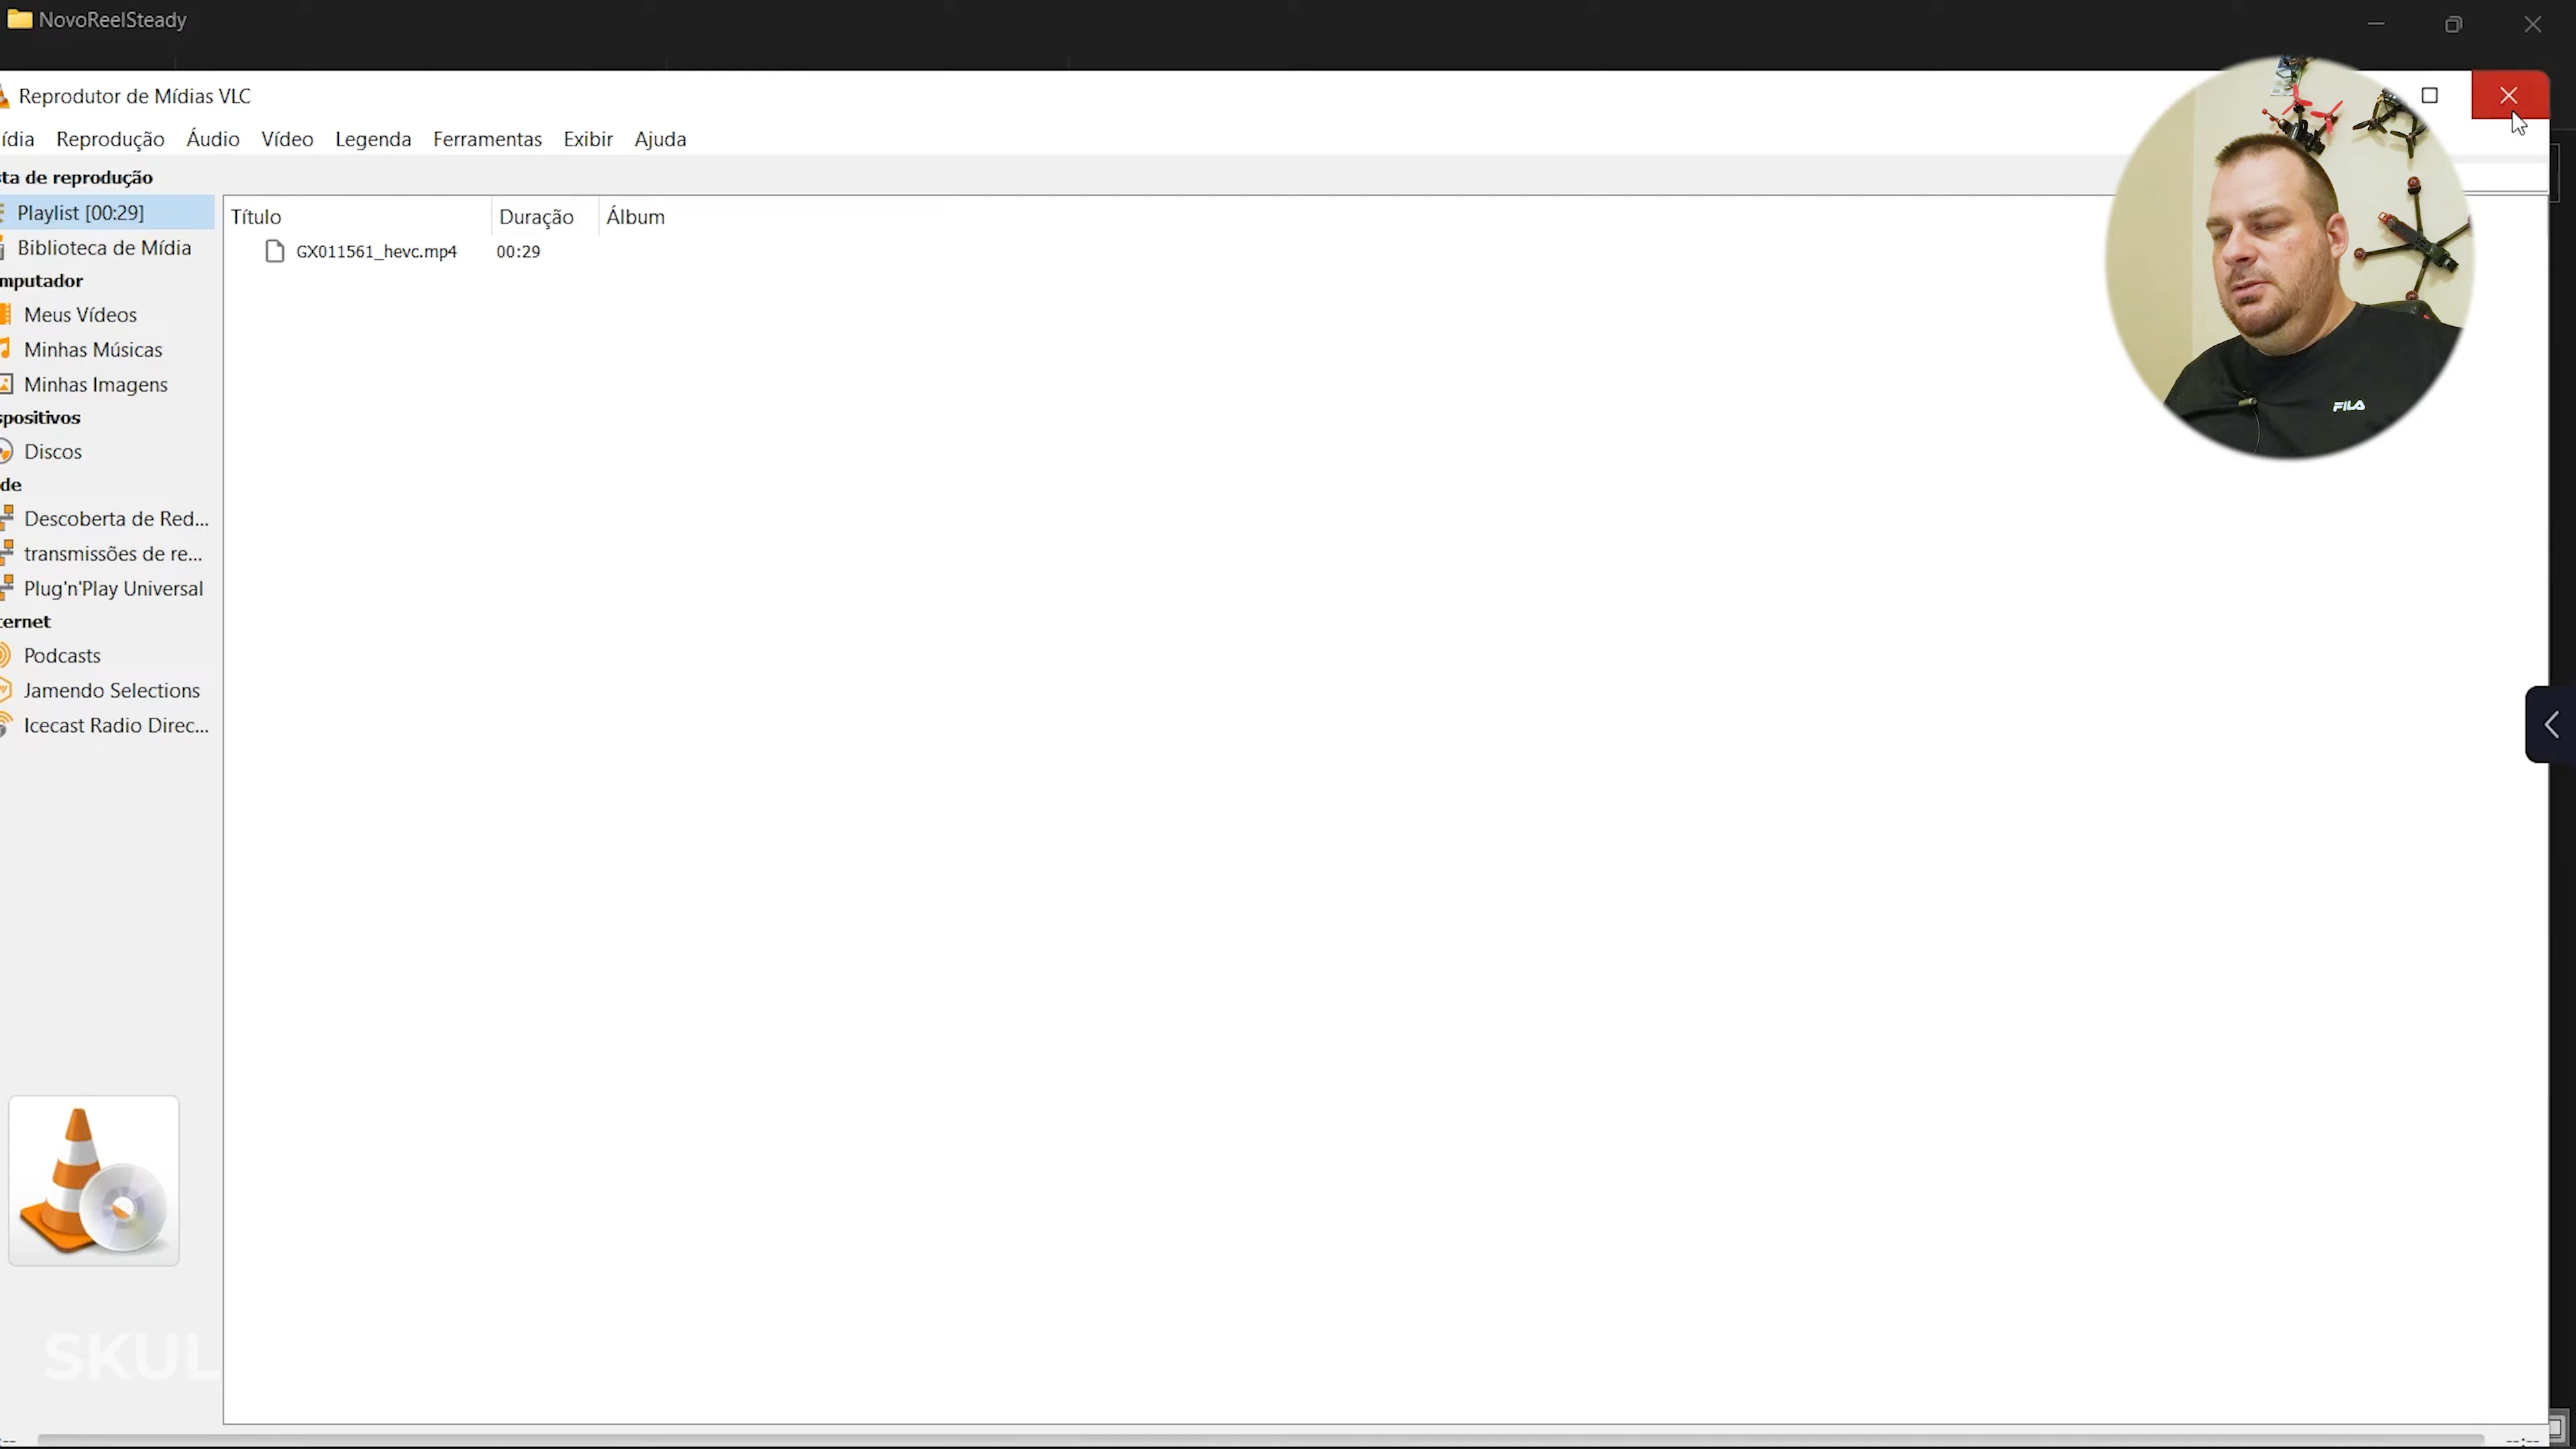 NovoReelSteady
Reprodutor de Mídias VLC
ídia Reprodução Áudio Vídeo Legenda Ferramentas Exibir Ajuda
ta de reprodução
Playlist [00:29]
Biblioteca de Mídia
mputador
Meus Vídeos
Minhas Músicas
Minhas Imagens
spositivos
Discos
de
Descoberta de Red...
transmissões de re...
Plug'n'Play Universal
ternet
Podcasts
Jamendo Selections
Icecast Radio Direc...
Título Duração Álbum
GX011561_hevc.mp4 00:29
FILA
SKUL
--:--